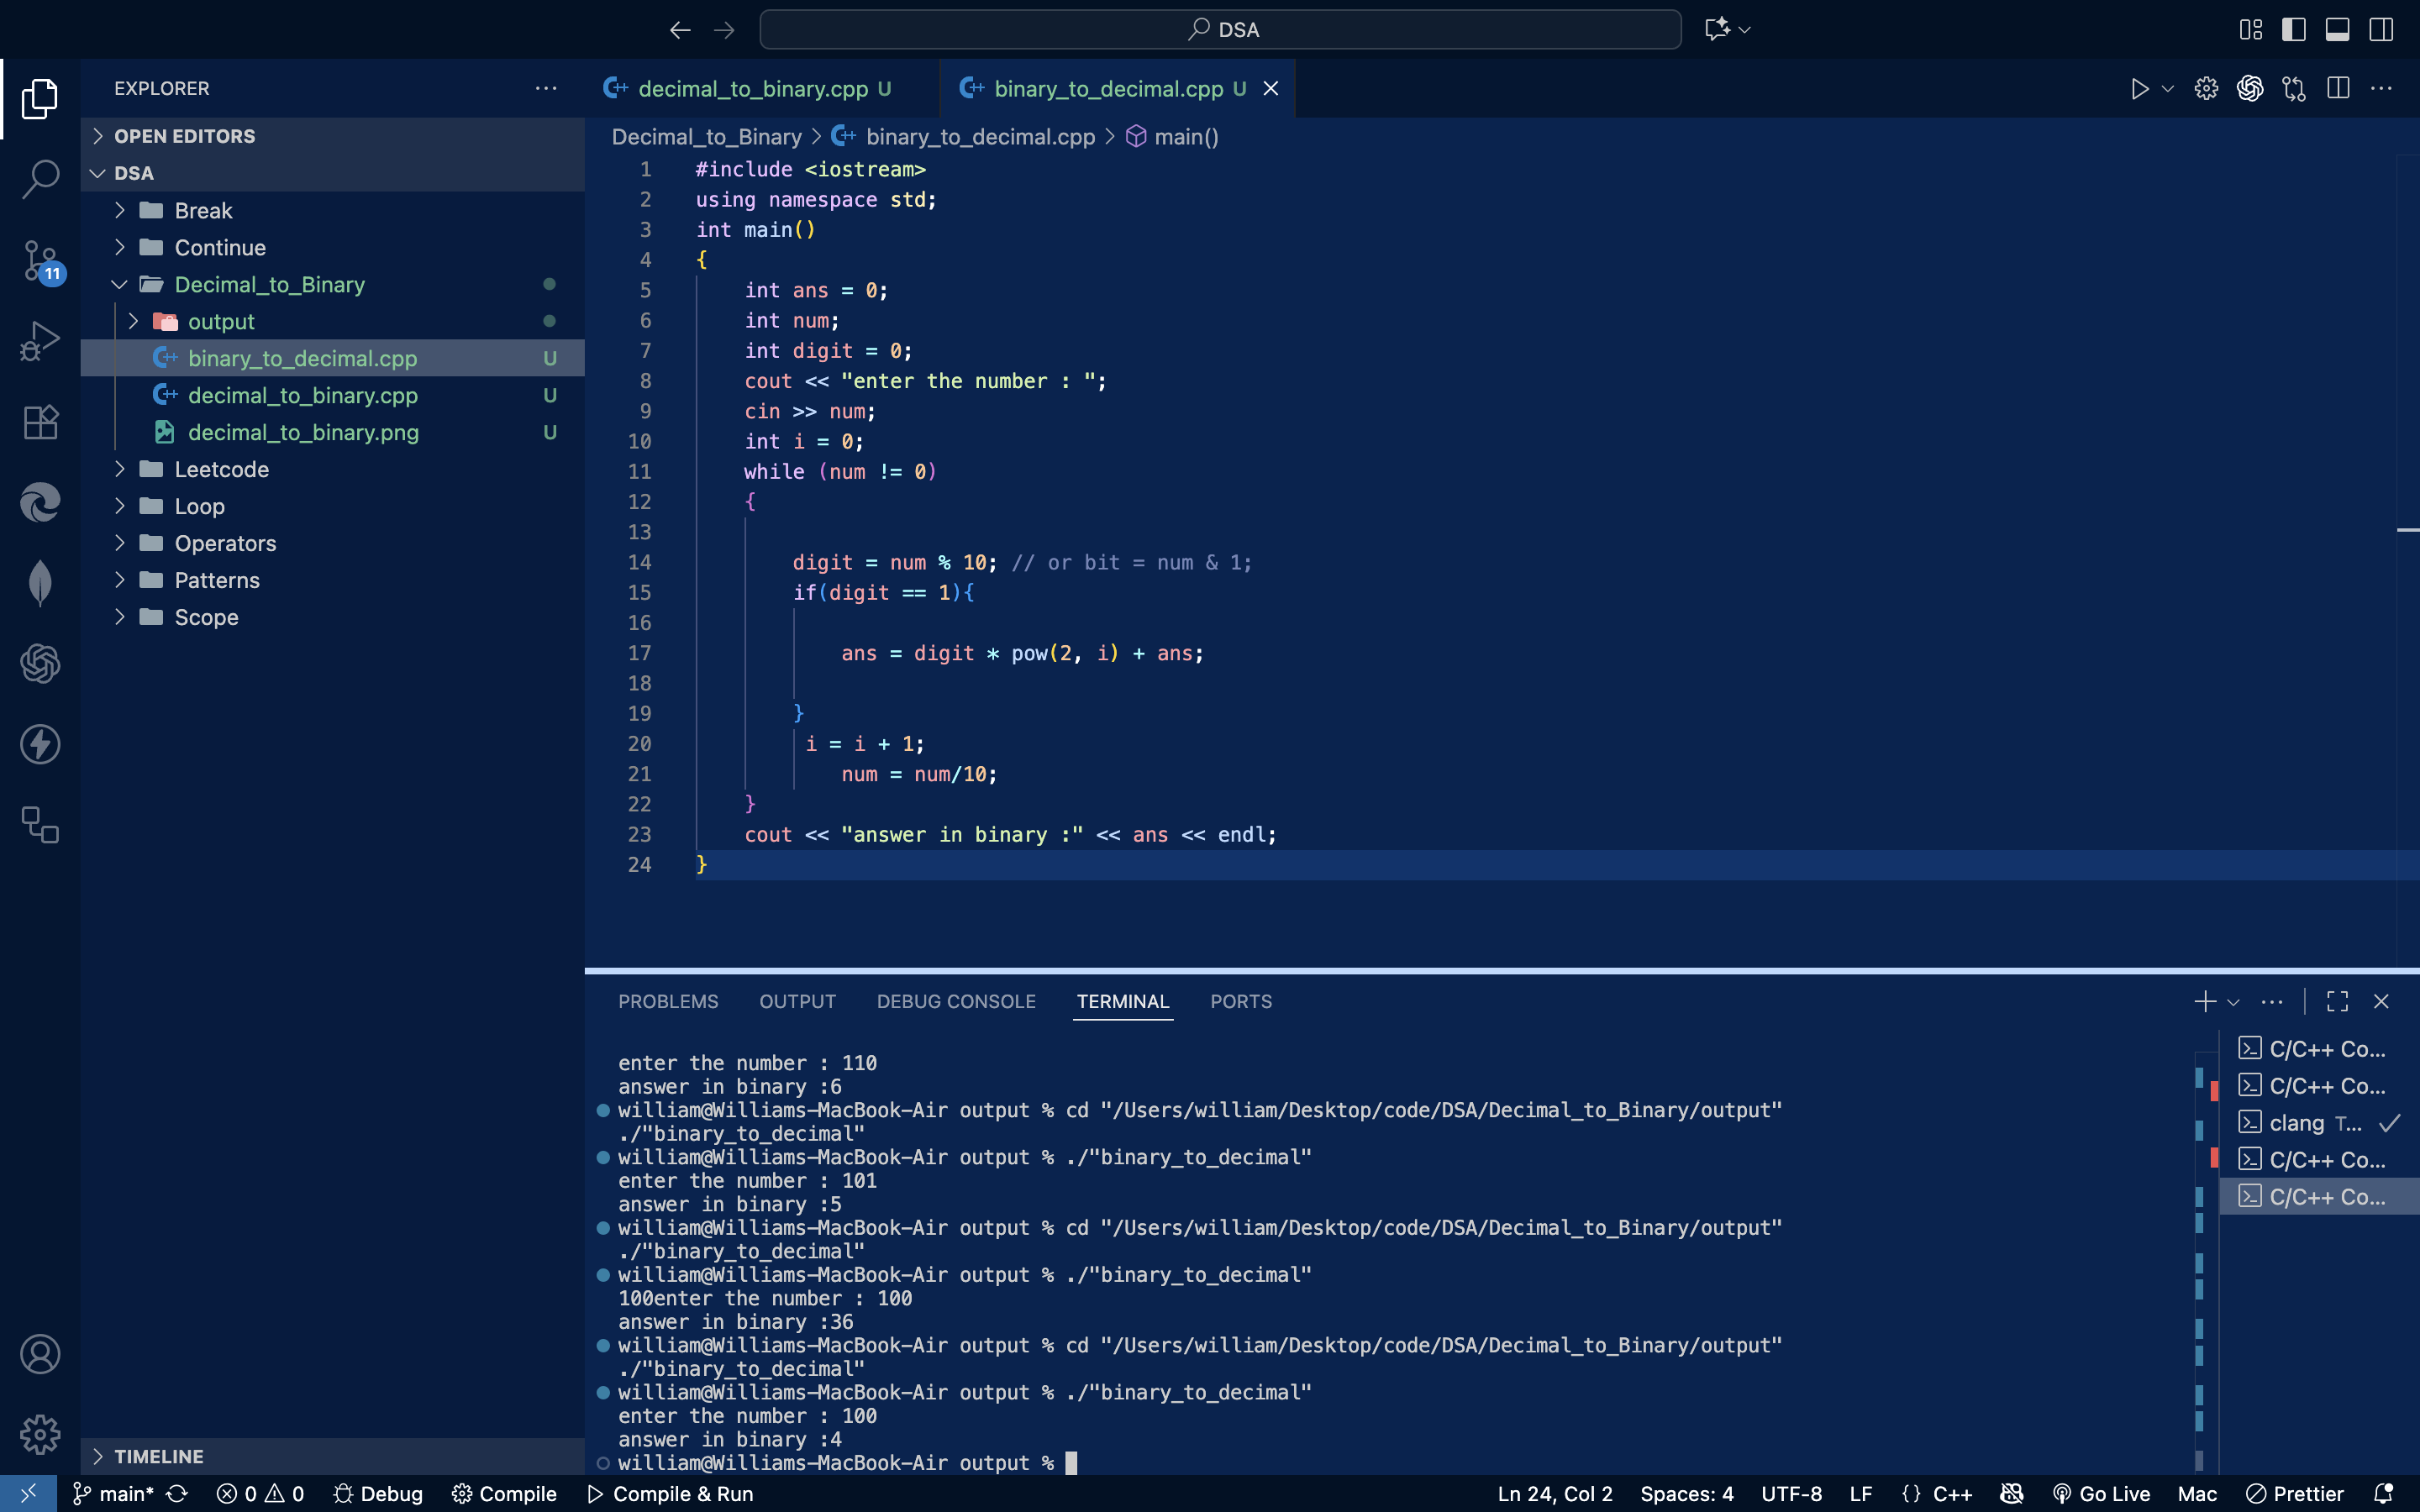 DSA
EXPLORER
OPEN EDITORS
DSA
Break
Continue
Decimal_to_Binary
output
binary_to_decimal.cpp U
decimal_to_binary.cpp U
decimal_to_binary.png U
Leetcode
Loop
Operators
Patterns
Scope
TIMELINE
11
decimal_to_binary.cpp U
binary_to_decimal.cpp U
Decimal_to_Binary > binary_to_decimal.cpp > main()
1 #include <iostream>
2 using namespace std;
3 int main()
4 {
5 int ans = 0;
6 int num;
7 int digit = 0;
8 cout << "enter the number : ";
9 cin >> num;
10 int i = 0;
11 while (num != 0)
12 {
13
14 digit = num % 10; // or bit = num & 1;
15 if(digit == 1){
16
17 ans = digit * pow(2, i) + ans;
18
19 }
20 i = i + 1;
21 num = num/10;
22 }
23 cout << "answer in binary :" << ans << endl;
24 }
PROBLEMS OUTPUT DEBUG CONSOLE TERMINAL PORTS
enter the number : 110
answer in binary :6
william@Williams-MacBook-Air output % cd "/Users/william/Desktop/code/DSA/Decimal_to_Binary/output"
./"binary_to_decimal"
william@Williams-MacBook-Air output % ./"binary_to_decimal"
enter the number : 101
answer in binary :5
william@Williams-MacBook-Air output % cd "/Users/william/Desktop/code/DSA/Decimal_to_Binary/output"
./"binary_to_decimal"
william@Williams-MacBook-Air output % ./"binary_to_decimal"
100enter the number : 100
answer in binary :36
william@Williams-MacBook-Air output % cd "/Users/william/Desktop/code/DSA/Decimal_to_Binary/output"
./"binary_to_decimal"
william@Williams-MacBook-Air output % ./"binary_to_decimal"
enter the number : 100
answer in binary :4
william@Williams-MacBook-Air output %
C/C++ Co...
C/C++ Co...
clang T...
C/C++ Co...
C/C++ Co...
main* 0 0 Debug Compile Compile & Run Ln 24, Col 2 Spaces: 4 UTF-8 LF {} C++ Go Live Mac Prettier